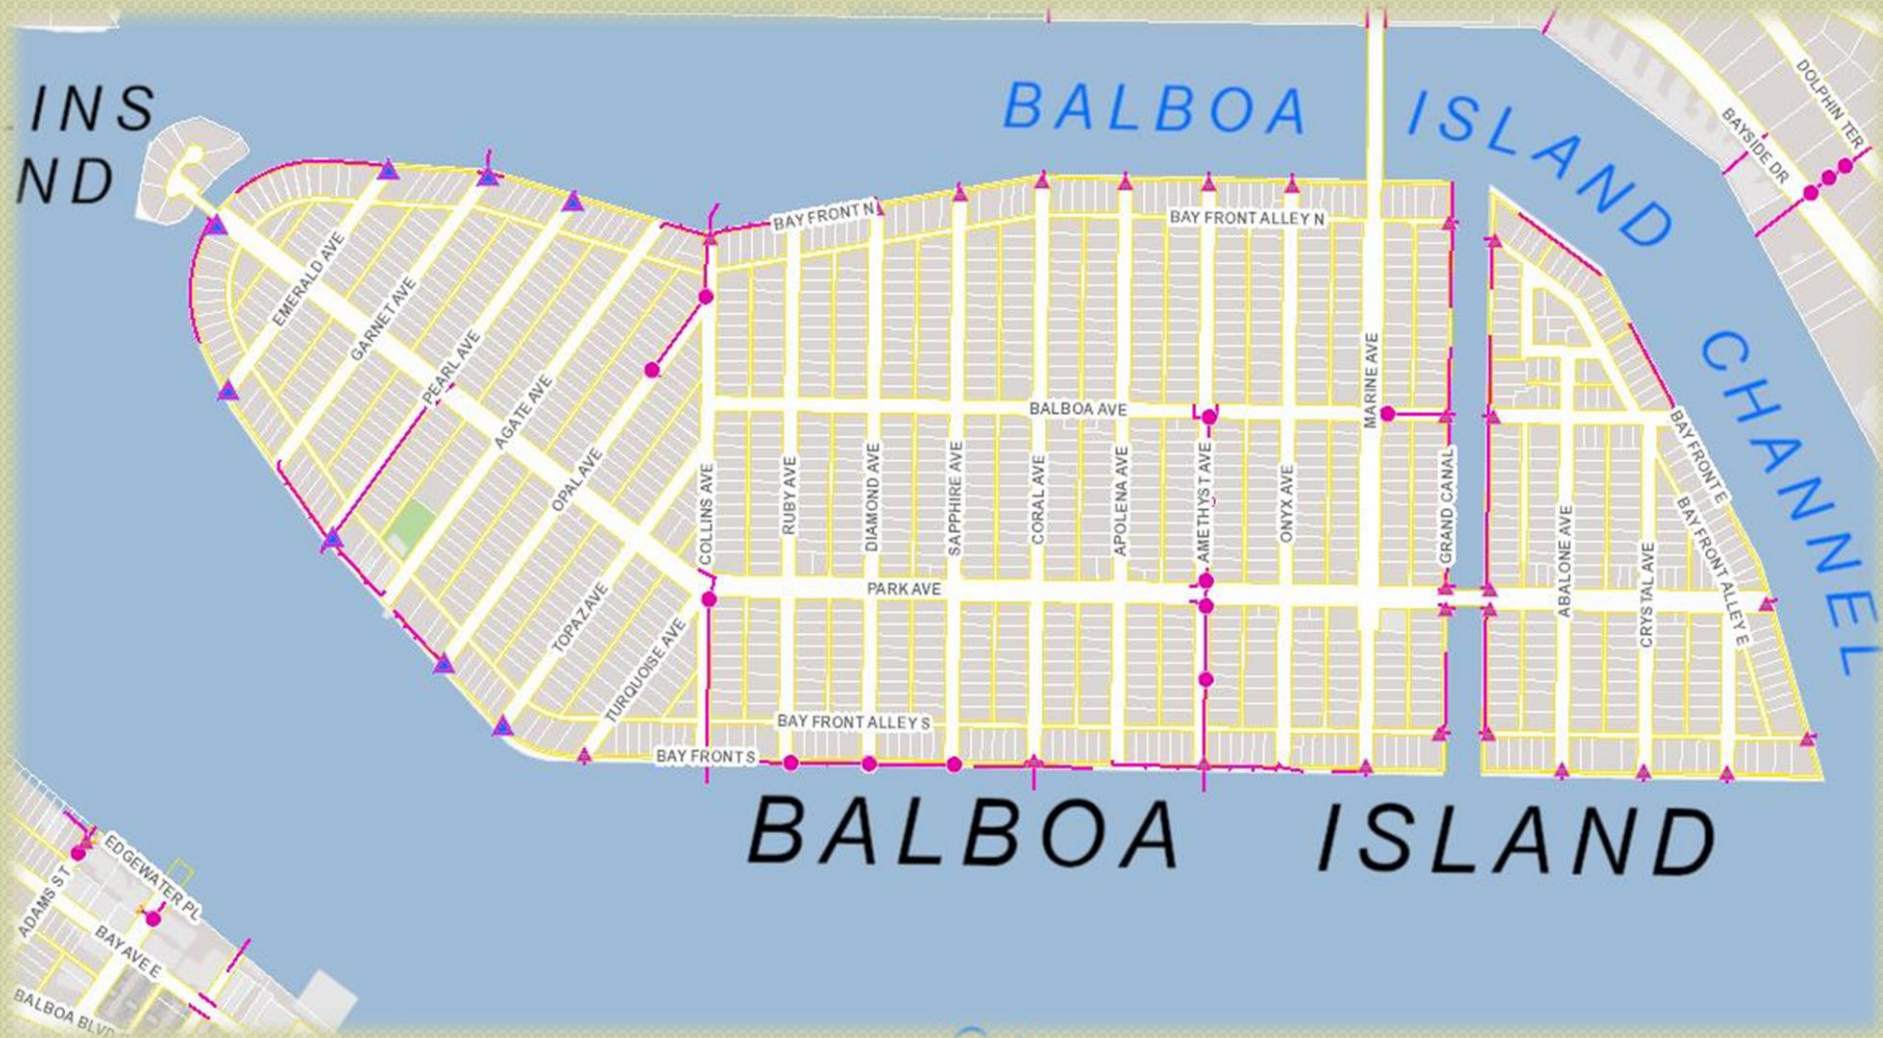 INS
ND
BALBOA ISLAND CHANNEL
DOLPHIN TER
BAYSIDE DR
BAY FRONT N
BAY FRONT ALLEY N
EMERALD AVE
GARNET AVE
PEARL AVE
AGATE AVE
OPAL AVE
TOPAZ AVE
TURQUOISE AVE
COLLINS AVE
RUBY AVE
DIAMOND AVE
SAPPHIRE AVE
CORAL AVE
APOLENA AVE
AMETHYST AVE
ONYX AVE
MARINE AVE
GRAND CANAL
BALBOA AVE
PARK AVE
ABALONE AVE
CRYSTAL AVE
BAY FRONT E
BAY FRONT ALLEY E
BAY FRONT ALLEY S
BAY FRONT S
BALBOA ISLAND
EDGEWATER PL
ADAMS ST
BAY AVE E
BALBOA BLVD